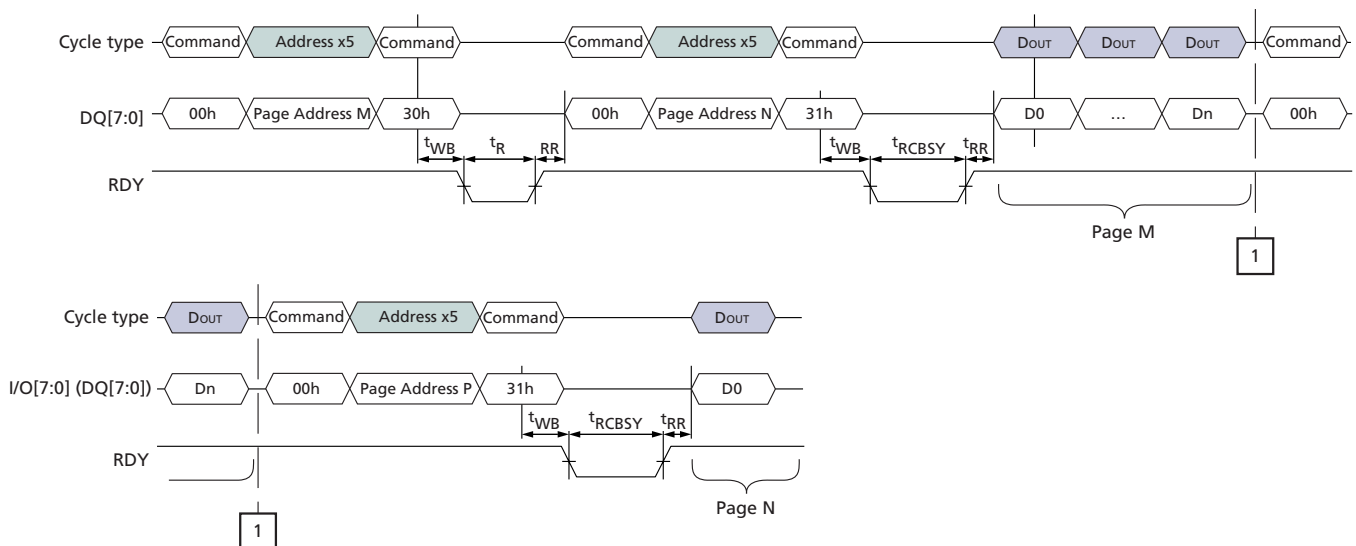 Cycle type Command Address x5 Command Command Address x5 Command DOUT DOUT DOUT Command
DQ[7:0] 00h Page Address M 30h 00h Page Address N 31h D0 … Dn 00h
tWB tR RR tWB tRCBSY tRR
RDY
Page M
1
Cycle type DOUT Command Address x5 Command DOUT
I/O[7:0] (DQ[7:0]) Dn 00h Page Address P 31h D0
tWB tRCBSY tRR
RDY
Page N
1